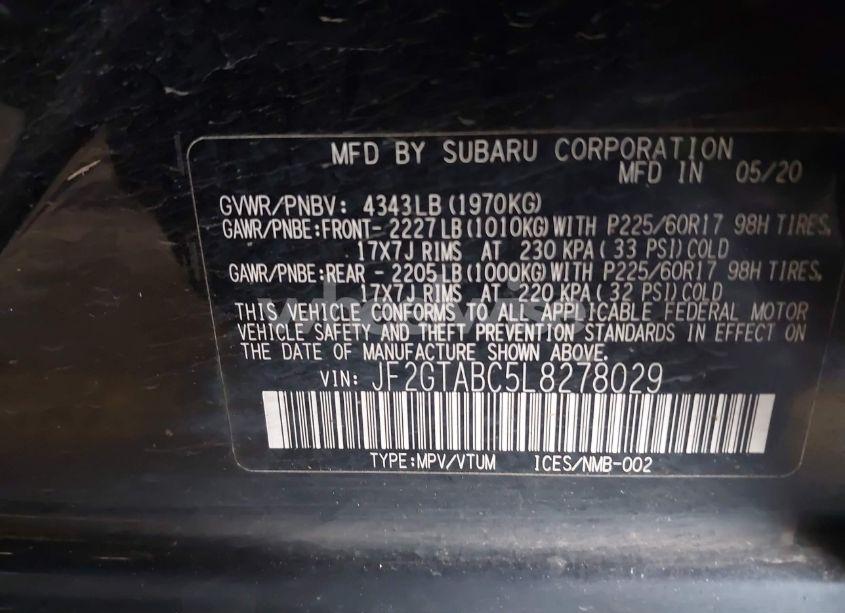 MFD BY SUBARU CORPORATION
MFD IN 05/20
GVWR/PNBV: 4343LB(1970KG)
GAWR/PNBE:FRONT- 2227LB(1010KG)WITH P225/60R17 98H TIRES,
17X7J RIMS AT 230 KPA(33 PSI)COLD
GAWR/PNBE:REAR - 2205LB(1000KG)WITH P225/60R17 98H TIRES,
17X7J RIMS AT 220 KPA(32 PSI)COLD
THIS VEHICLE CONFORMS TO ALL APPLICABLE FEDERAL MOTOR
VEHICLE SAFETY AND THEFT PREVENTION STANDARDS IN EFFECT ON
THE DATE OF MANUFACTURE SHOWN ABOVE.
VIN: JF2GTABC5L8278029
TYPE:MPV/VTUM ICES/NMB-002